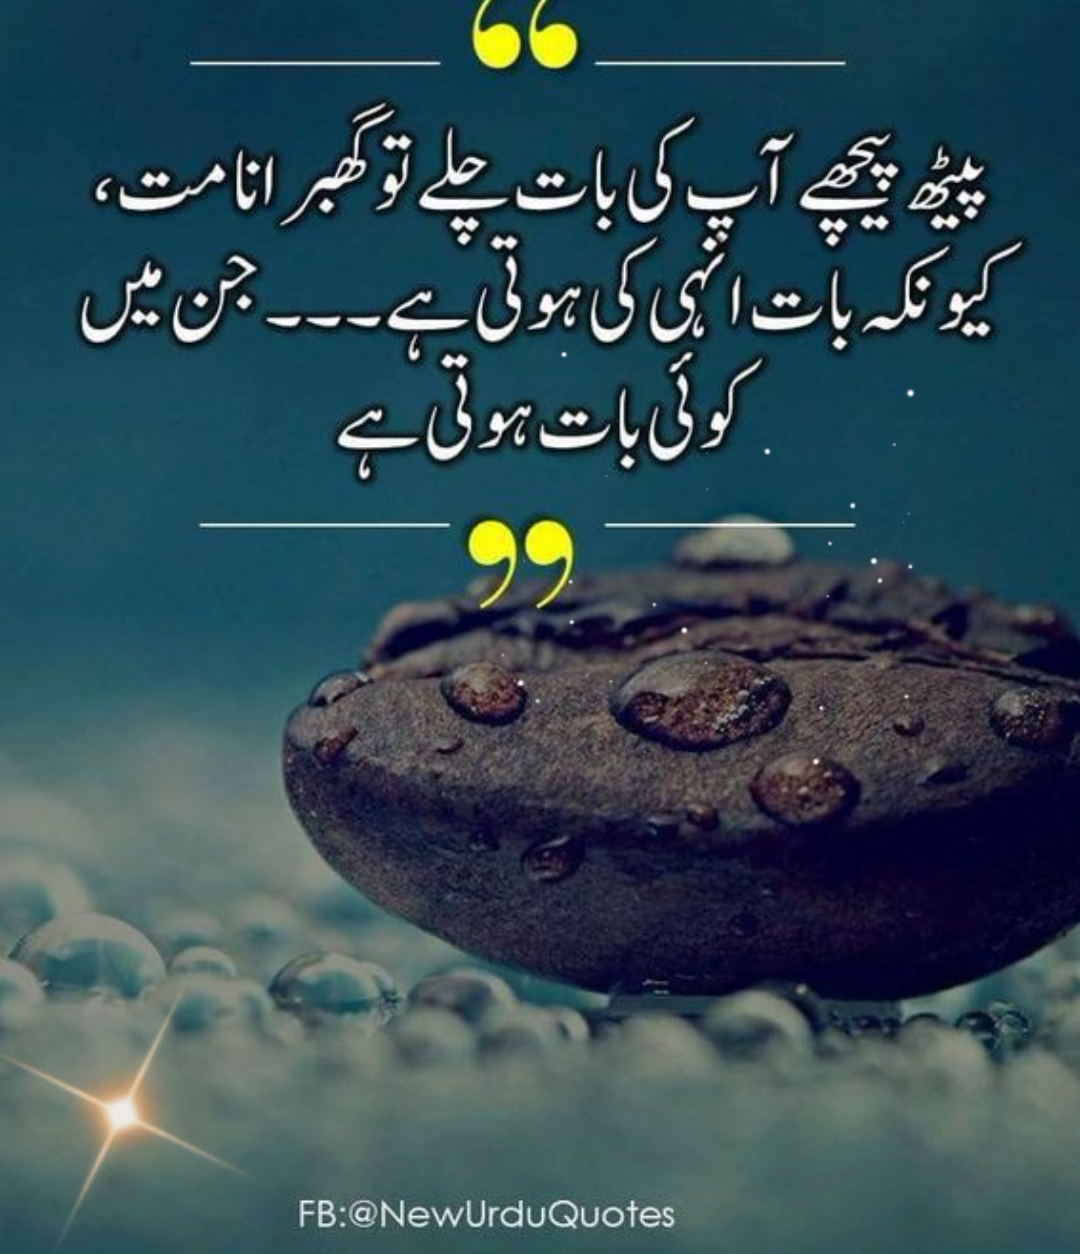 ❝
پیٹھ پیچھے آپ کی بات چلے تو گھبرانا مت،
کیونکہ بات انہی کی ہوتی ہے۔۔۔ جن میں
کوئی بات ہوتی ہے
❞
FB:@NewUrduQuotes